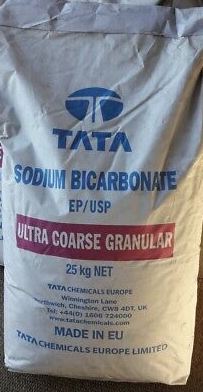 TATA
SODIUM BICARBONATE
EP/USP
ULTRA COARSE GRANULAR
25 kg NET
TATA CHEMICALS EUROPE
Winnington Lane
Northwich, Cheshire, CW8 4DT, UK
Tel: +44(0) 1606 724000
www.tatachemicals.com
MADE IN EU
TATA CHEMICALS EUROPE LIMITED